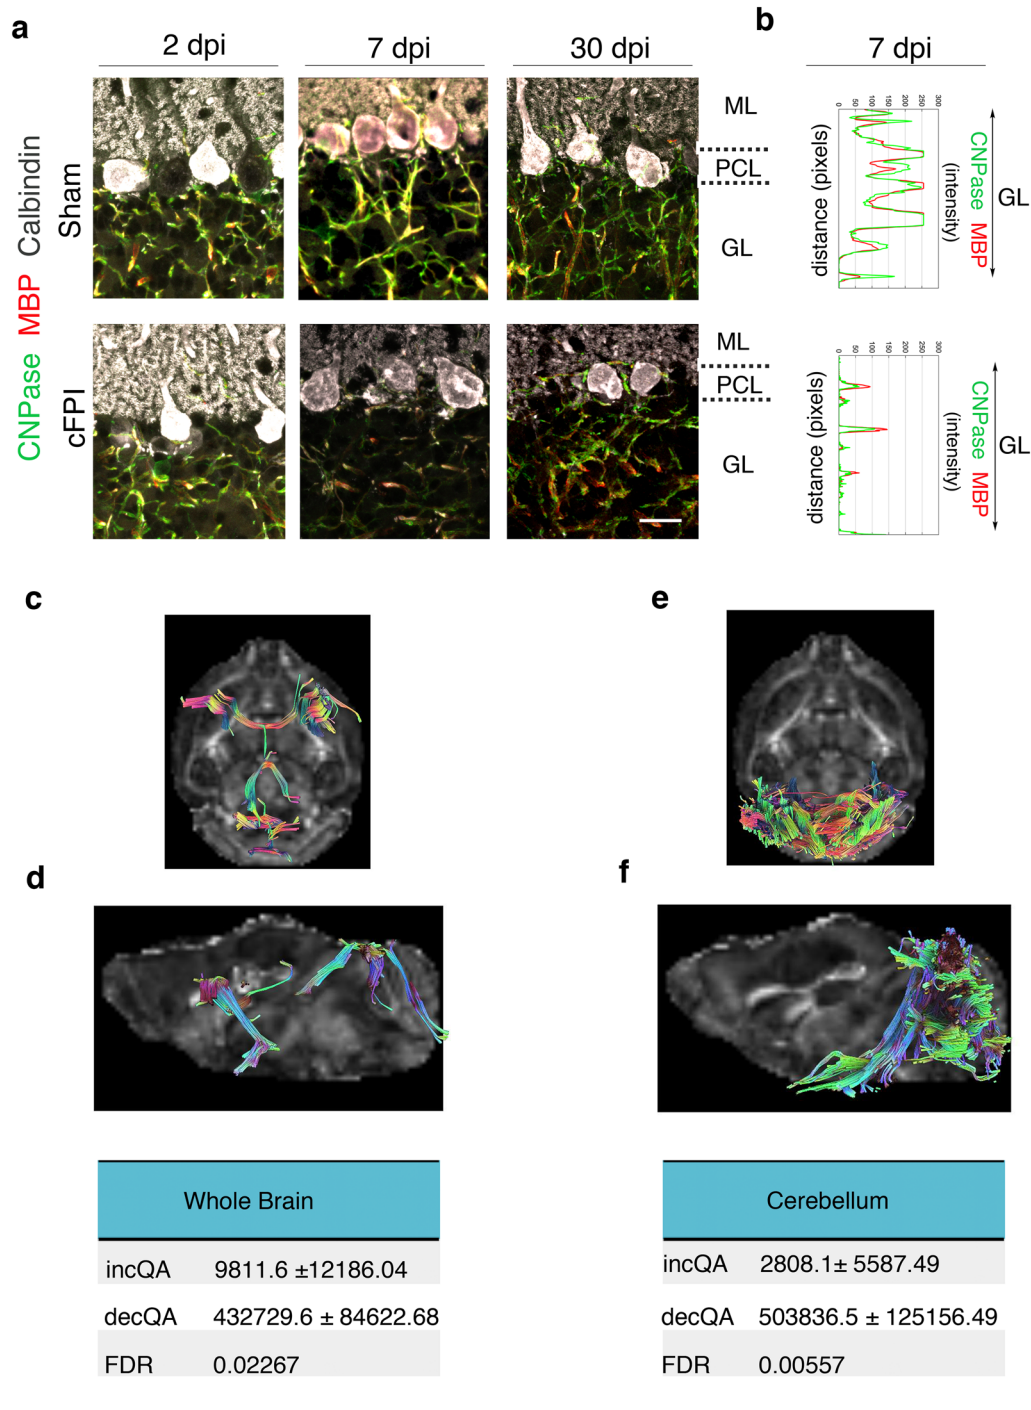 a
2 dpi
7 dpi
30 dpi
b
7 dpi
CNPase MBP Calbindin
Sham
cFPI
ML
PCL
GL
ML
PCL
GL
distance (pixels)
0 50 100 150 200 250 300
CNPase MBP
(intensity)
GL
distance (pixels)
0 50 100 150 200 250 300
CNPase MBP
(intensity)
GL
c
e
d
f
Whole Brain
incQA 9811.6 ±12186.04
decQA 432729.6 ± 84622.68
FDR 0.02267
Cerebellum
incQA 2808.1± 5587.49
decQA 503836.5 ± 125156.49
FDR 0.00557